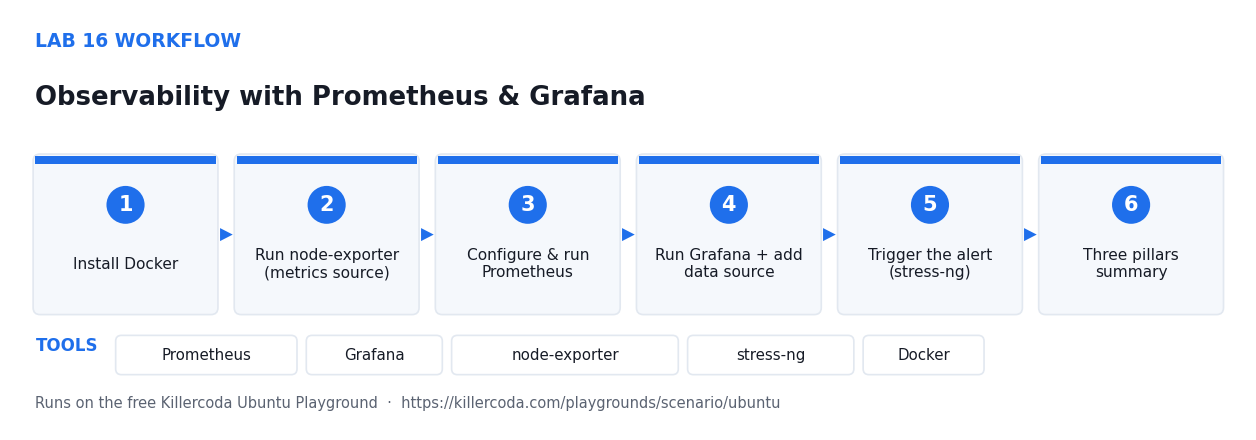 LAB 16 WORKFLOW
Observability with Prometheus & Grafana
1
Install Docker
2
Run node-exporter
(metrics source)
3
Configure & run
Prometheus
4
Run Grafana + add
data source
5
Trigger the alert
(stress-ng)
6
Three pillars
summary
TOOLS
Prometheus
Grafana
node-exporter
stress-ng
Docker
Runs on the free Killercoda Ubuntu Playground · https://killercoda.com/playgrounds/scenario/ubuntu